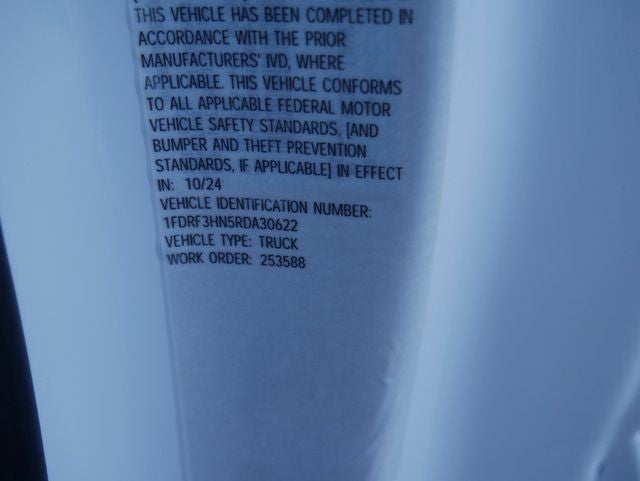 THIS VEHICLE HAS BEEN COMPLETED IN
ACCORDANCE WITH THE PRIOR
MANUFACTURERS' IVD, WHERE
APPLICABLE. THIS VEHICLE CONFORMS
TO ALL APPLICABLE FEDERAL MOTOR
VEHICLE SAFETY STANDARDS, [AND
BUMPER AND THEFT PREVENTION
STANDARDS, IF APPLICABLE] IN EFFECT
IN: 10/24
VEHICLE IDENTIFICATION NUMBER:
1FDRF3HN5RDA30622
VEHICLE TYPE: TRUCK
WORK ORDER: 253588